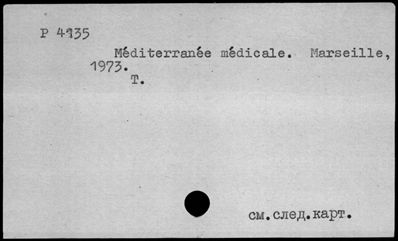 P 4135
Méditerranée médicale. Marseille,
1973.
T.
см.след.карт.